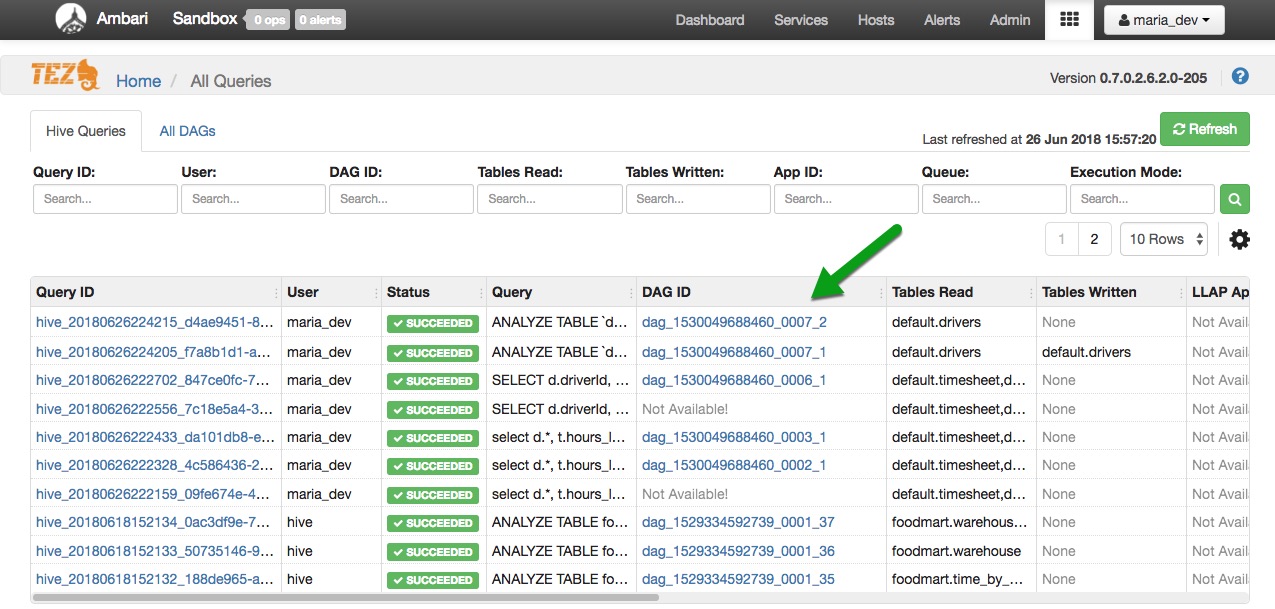 Ambari Sandbox 0 ops 0 alerts Dashboard Services Hosts Alerts Admin maria_dev
TEZ Home / All Queries Version 0.7.0.2.6.2.0-205 ?
Hive Queries All DAGs Last refreshed at 26 Jun 2018 15:57:20 Refresh
Query ID: User: DAG ID: Tables Read: Tables Written: App ID: Queue: Execution Mode:
Search... Search... Search... Search... Search... Search... Search... Search...
1 2 10 Rows
Query ID User Status Query DAG ID Tables Read Tables Written LLAP Ap
hive_20180626224215_d4ae9451-8... maria_dev SUCCEEDED ANALYZE TABLE `d... dag_1530049688460_0007_2 default.drivers None Not Avail
hive_20180626224205_f7a8b1d1-a... maria_dev SUCCEEDED ANALYZE TABLE `d... dag_1530049688460_0007_1 default.drivers default.drivers Not Avail
hive_20180626222702_847ce0fc-7... maria_dev SUCCEEDED SELECT d.driverId, ... dag_1530049688460_0006_1 default.timesheet,d... None Not Avail
hive_20180626222556_7c18e5a4-3... maria_dev SUCCEEDED SELECT d.driverId, ... Not Available! default.timesheet,d... None Not Avail
hive_20180626222433_da101db8-e... maria_dev SUCCEEDED select d.*, t.hours_l... dag_1530049688460_0003_1 default.timesheet,d... None Not Avail
hive_20180626222328_4c586436-2... maria_dev SUCCEEDED select d.*, t.hours_l... dag_1530049688460_0002_1 default.timesheet,d... None Not Avail
hive_20180626222159_09fe674e-4... maria_dev SUCCEEDED select d.*, t.hours_l... Not Available! default.timesheet,d... None Not Avail
hive_20180618152134_0ac3df9e-7... hive SUCCEEDED ANALYZE TABLE fo... dag_1529334592739_0001_37 foodmart.warehous... None Not Avail
hive_20180618152133_50735146-9... hive SUCCEEDED ANALYZE TABLE fo... dag_1529334592739_0001_36 foodmart.warehouse None Not Avail
hive_20180618152132_188de965-a... hive SUCCEEDED ANALYZE TABLE fo... dag_1529334592739_0001_35 foodmart.time_by_... None Not Avail